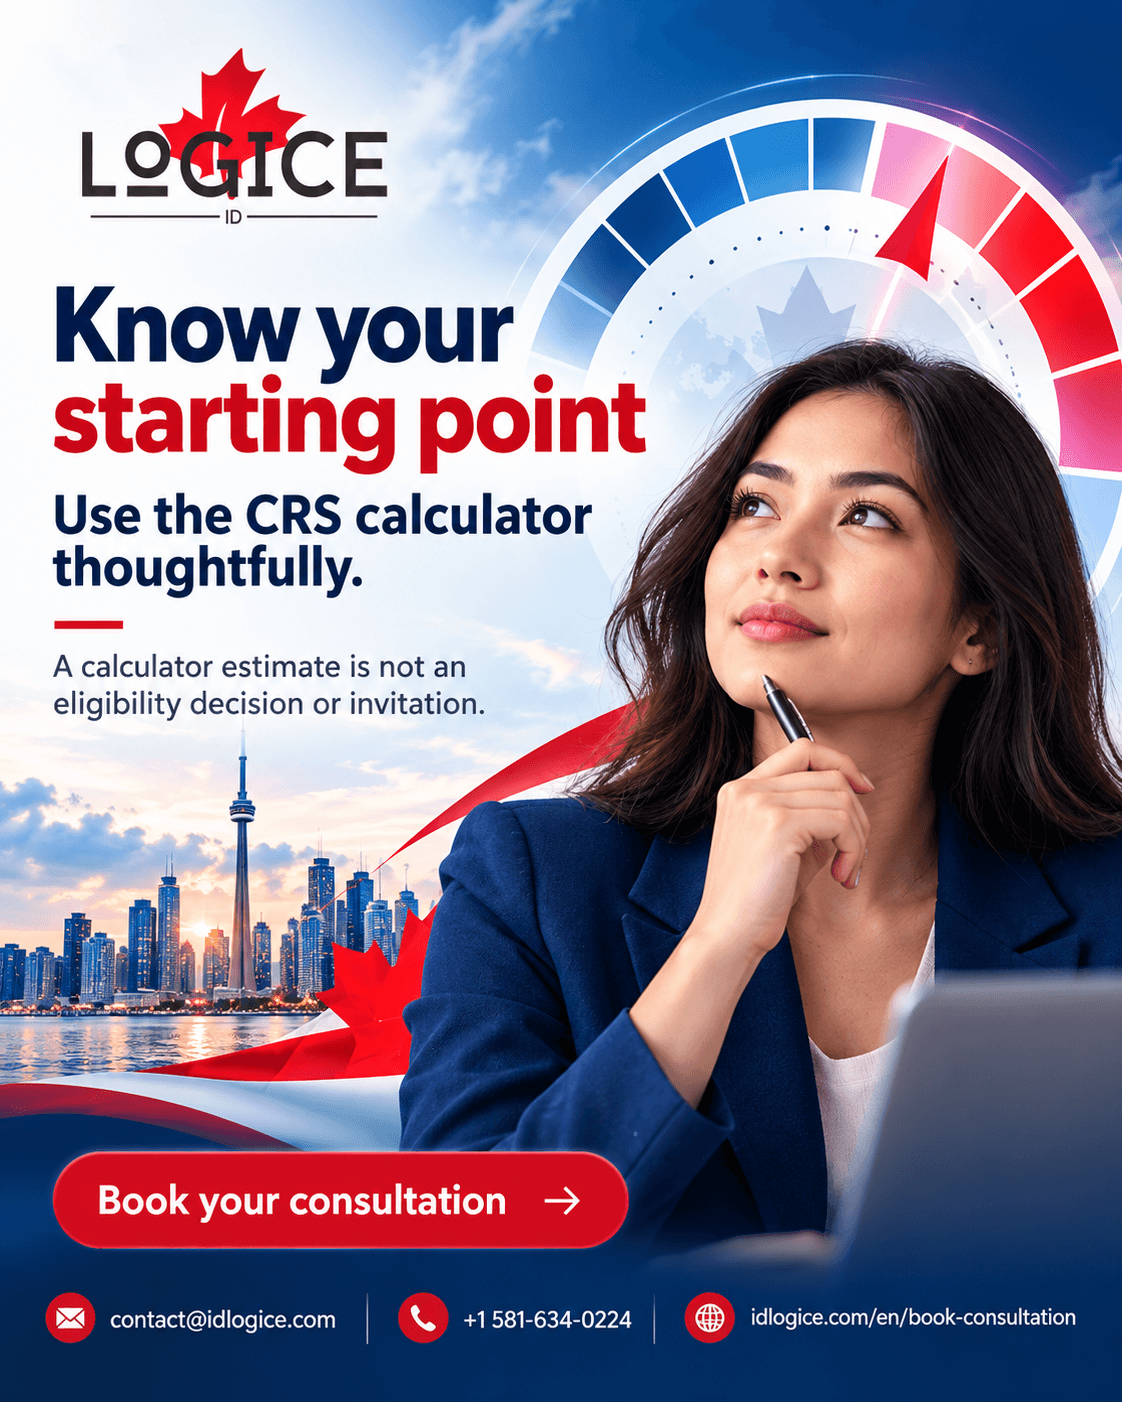 LOGICE
ID
Know your
starting point
Use the CRS calculator
thoughtfully.
A calculator estimate is not an
eligibility decision or invitation.
Book your consultation
contact@idlogice.com
+1 581-634-0224
idlogice.com/en/book-consultation